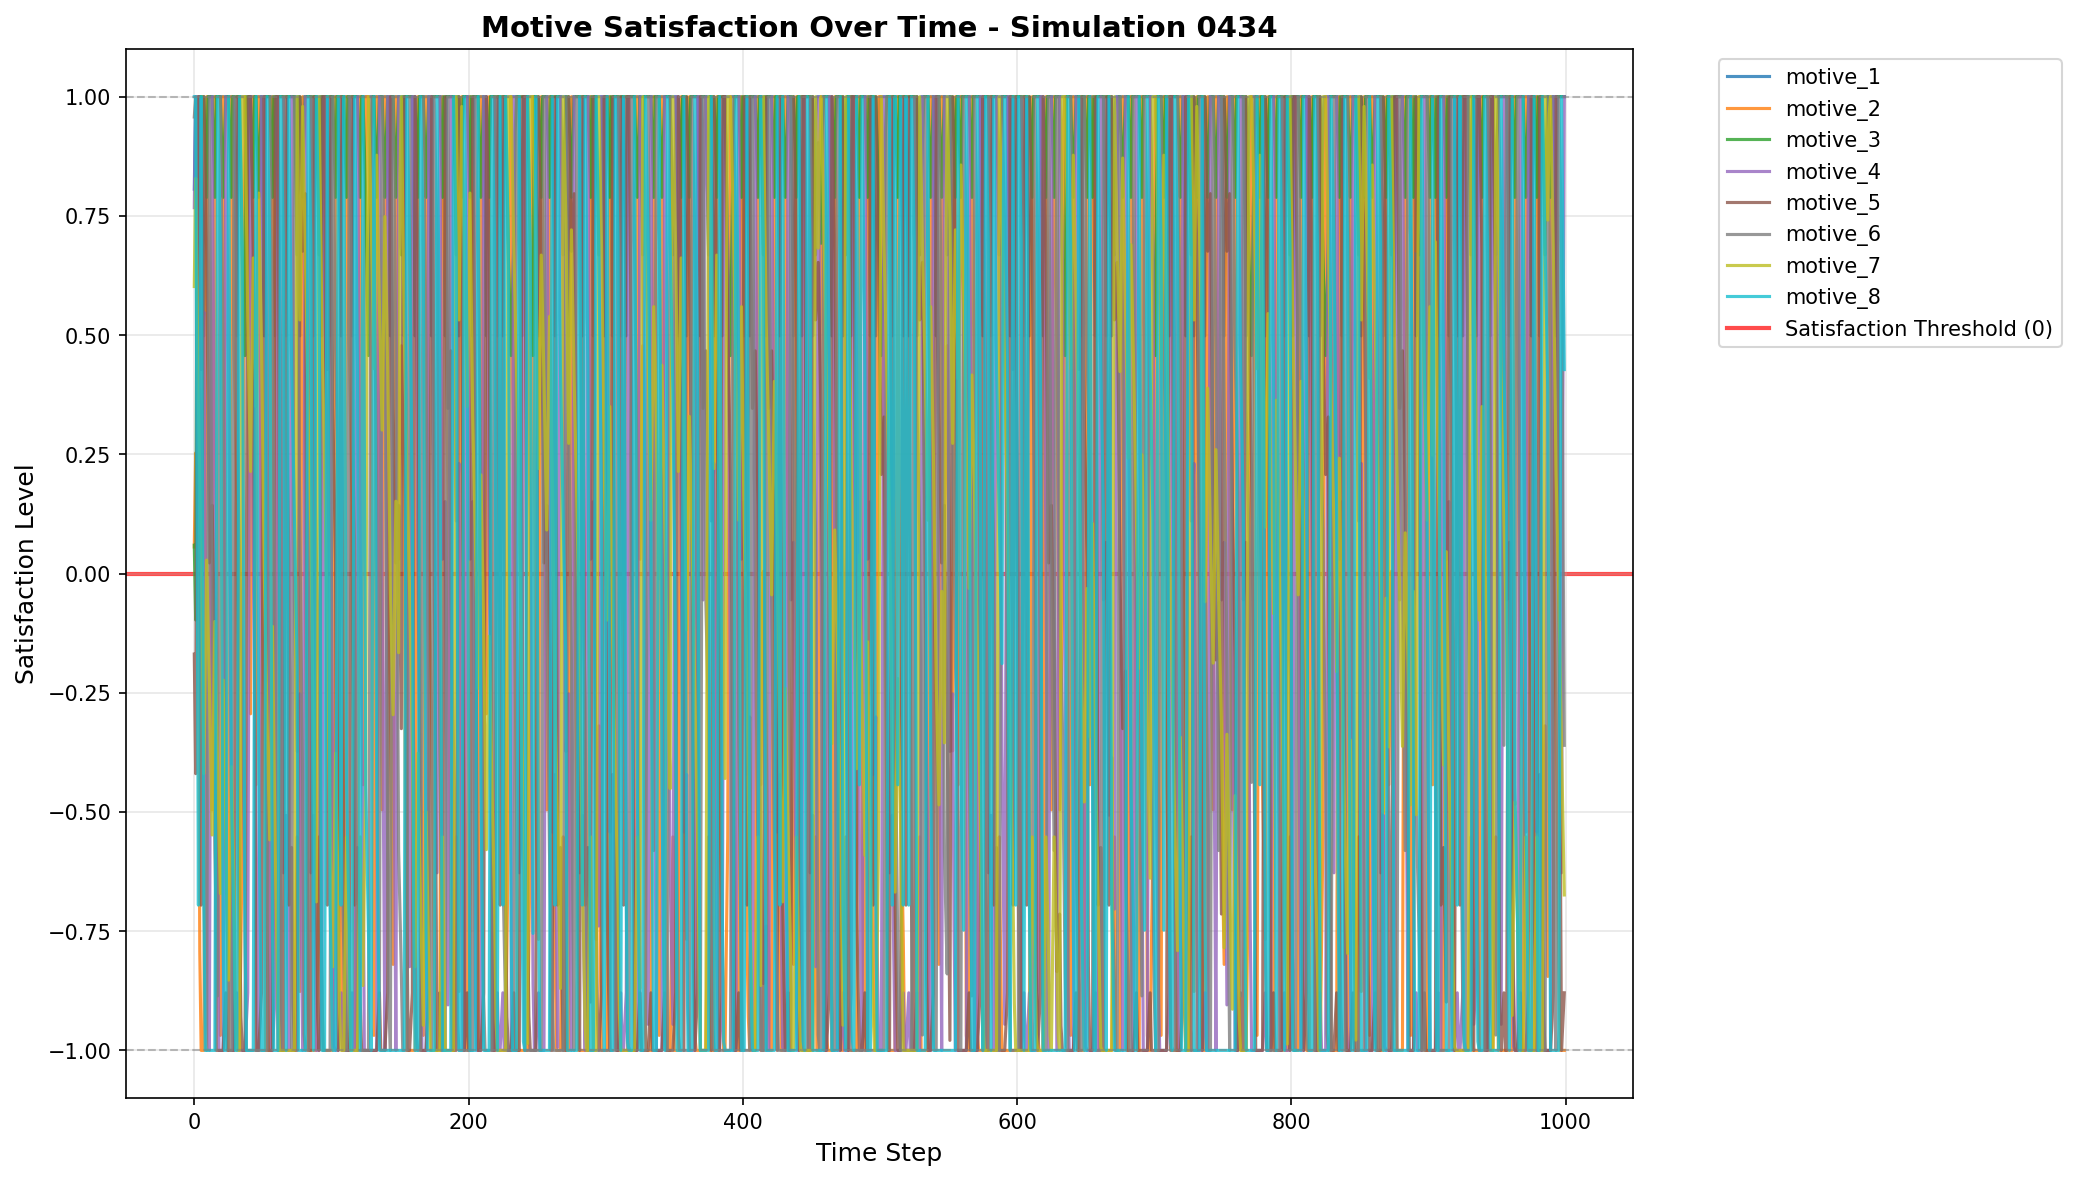 Motive Satisfaction Over Time - Simulation 0434
1.00
0.75
0.50
0.25
0.00
−0.25
−0.50
−0.75
−1.00
Satisfaction Level
0
200
400
600
800
1000
Time Step
motive_1
motive_2
motive_3
motive_4
motive_5
motive_6
motive_7
motive_8
Satisfaction Threshold (0)